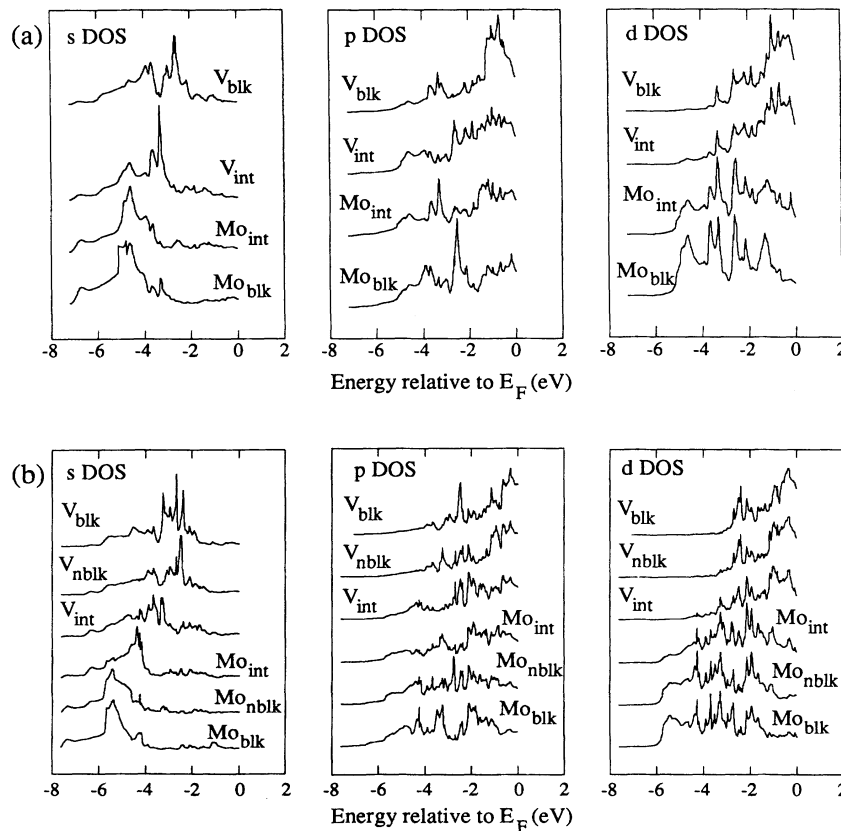 (a)
s DOS
V_blk
V_int
Mo_int
Mo_blk
-8 -6 -4 -2 0 2
p DOS
V_blk
V_int
Mo_int
Mo_blk
-8 -6 -4 -2 0 2
d DOS
V_blk
V_int
Mo_int
Mo_blk
-8 -6 -4 -2 0 2
Energy relative to E_F (eV)
(b)
s DOS
V_blk
V_nblk
V_int
Mo_int
Mo_nblk
Mo_blk
-8 -6 -4 -2 0 2
p DOS
V_blk
V_nblk
V_int
Mo_int
Mo_nblk
Mo_blk
-8 -6 -4 -2 0 2
d DOS
V_blk
V_nblk
V_int
Mo_int
Mo_nblk
Mo_blk
-8 -6 -4 -2 0 2
Energy relative to E_F (eV)